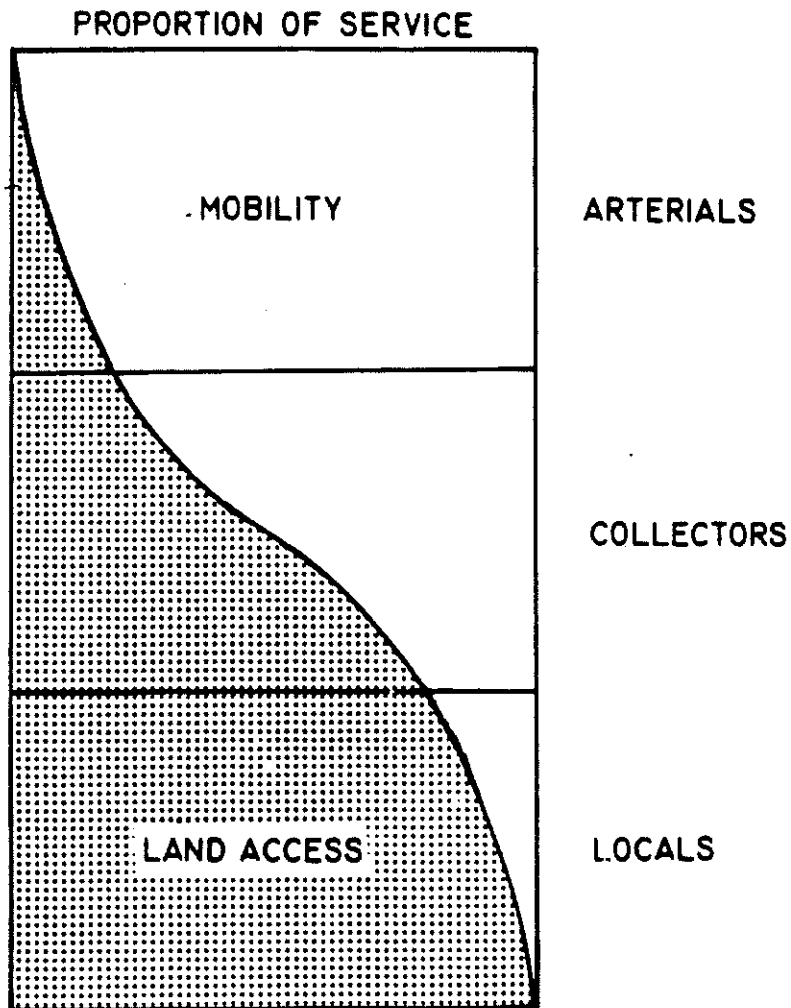 PROPORTION OF SERVICE
MOBILITY
ARTERIALS
COLLECTORS
LAND ACCESS
LOCALS